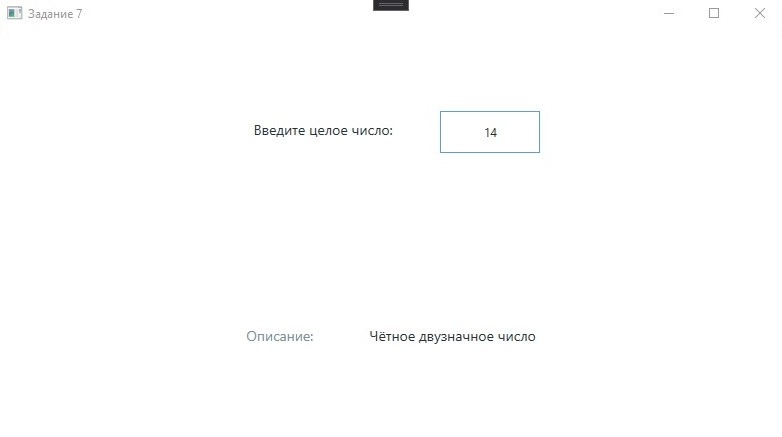 Задание 7
Введите целое число: 14
Описание: Чётное двузначное число